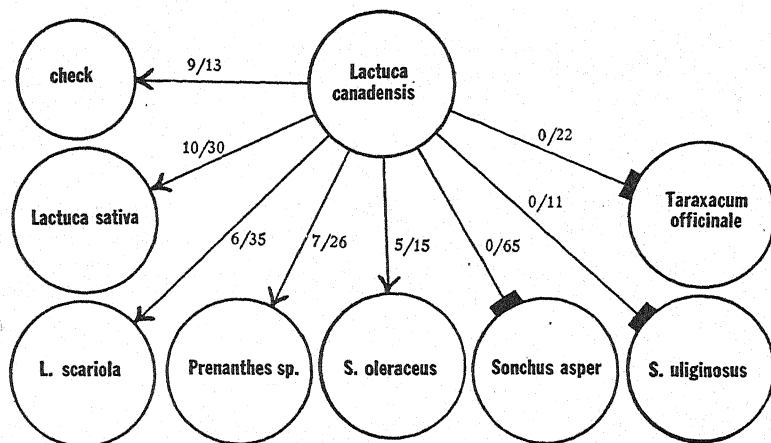 check
9/13
Lactuca
canadensis
10/30
0/22
Lactuca sativa
6/35
7/26
5/15
0/65
0/11
Taraxacum
officinale
L. scariola
Prenanthes sp.
S. oleraceus
Sonchus asper
S. uliginosus